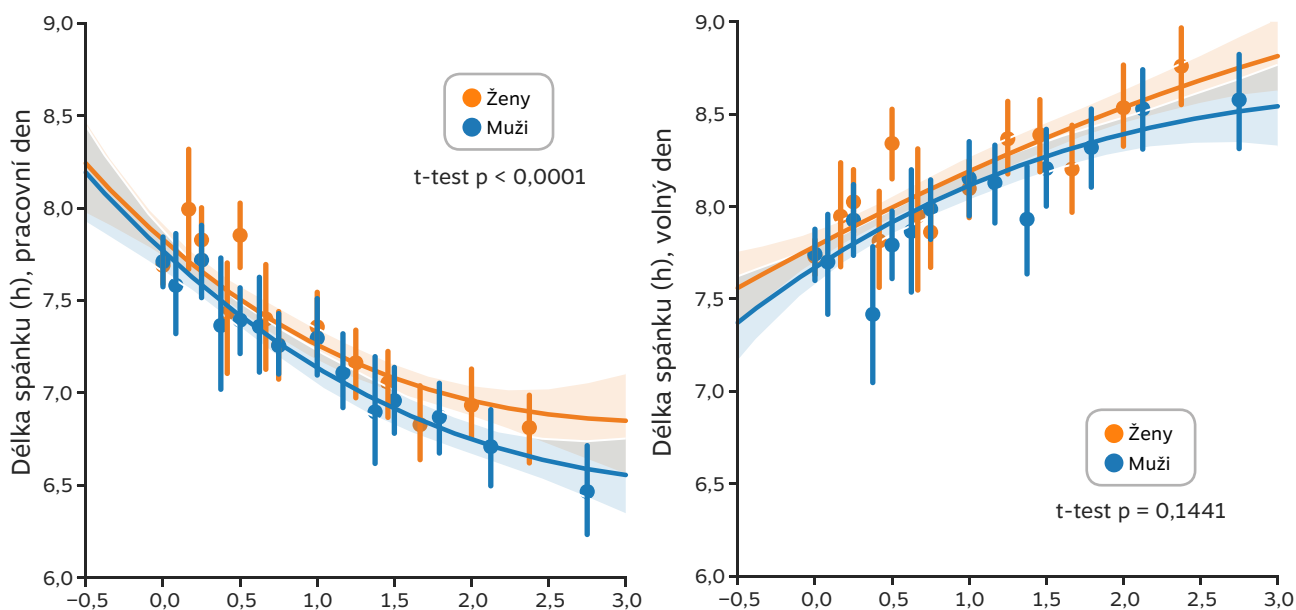 Délka spánku (h), pracovní den
9,0
8,5
8,0
7,5
7,0
6,5
6,0
−0,5 0,0 0,5 1,0 1,5 2,0 2,5 3,0
Ženy
Muži
t-test p < 0,0001
Délka spánku (h), volný den
9,0
8,5
8,0
7,5
7,0
6,5
6,0
−0,5 0,0 0,5 1,0 1,5 2,0 2,5 3,0
Ženy
Muži
t-test p = 0,1441